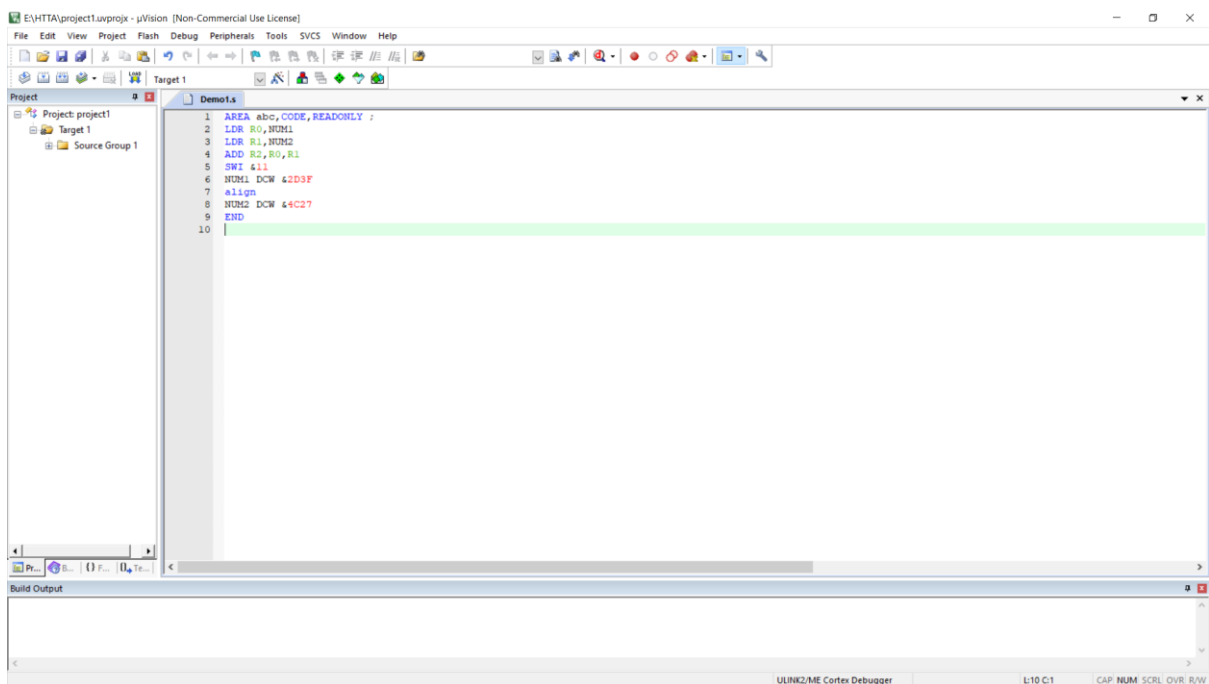 E:\HTTA\project1.uvprojx - µVision [Non-Commercial Use License]
File Edit View Project Flash Debug Peripherals Tools SVCS Window Help
LOAD Target 1
Project
Demo1.s
Project: project1
Target 1
Source Group 1
1 AREA abc,CODE,READONLY ;
2 LDR R0,NUM1
3 LDR R1,NUM2
4 ADD R2,R0,R1
5 SWI &11
6 NUM1 DCW &2D3F
7 align
8 NUM2 DCW &4C27
9 END
10
Pr... B... {} F... 0. Te...
Build Output
ULINK2/ME Cortex Debugger L:10 C:1 CAP NUM SCRL OVR R/W